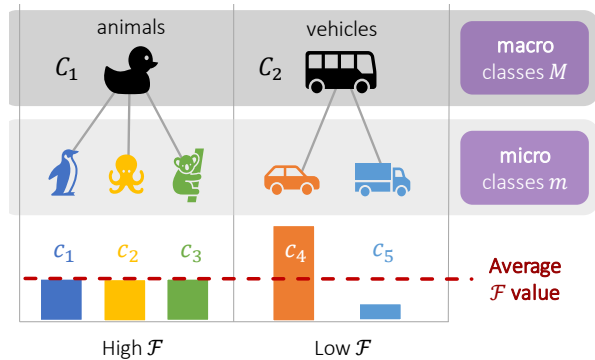 animals
vehicles
C₁
C₂
macro
classes M
micro
classes m
c₁
c₂
c₃
c₄
c₅
Average
ℱ value
High ℱ
Low ℱ